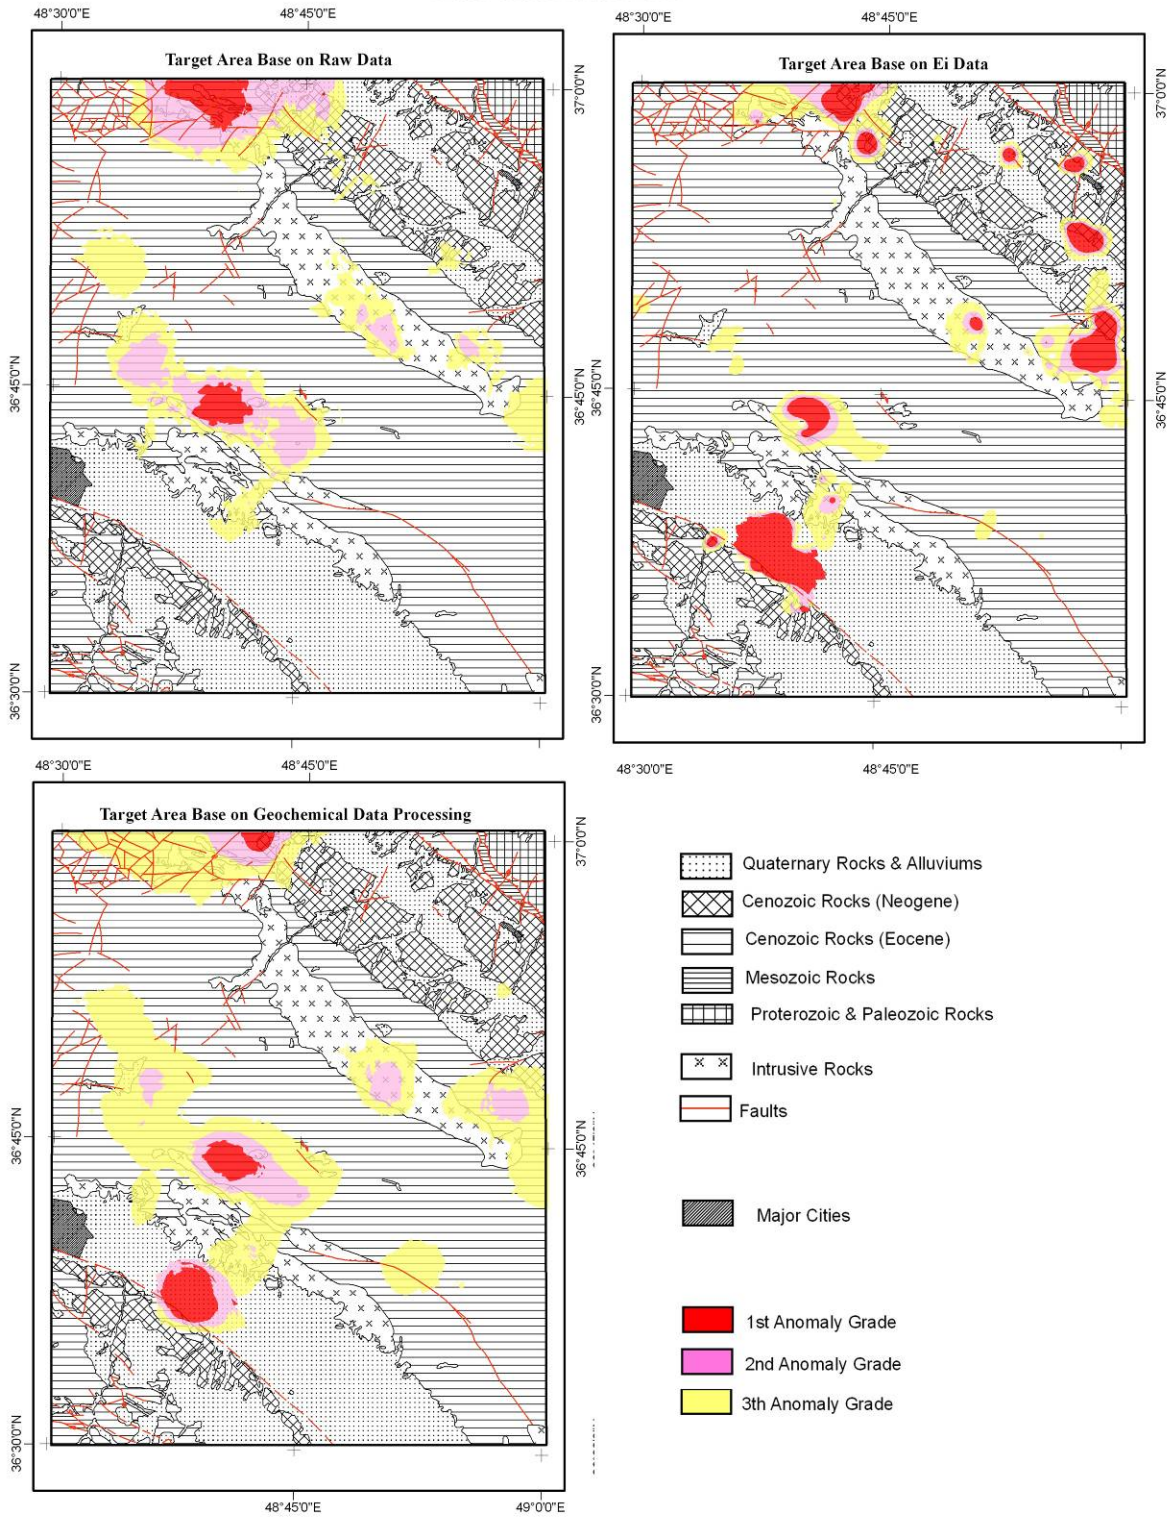 48°30'0"E
48°45'0"E
48°30'0"E
48°45'0"E
Target Area Base on Raw Data
Target Area Base on Ei Data
37°0'0"N
37°0'0"N
36°45'0"N
36°45'0"N
36°45'0"N
36°45'0"N
36°30'0"N
36°30'0"N
48°30'0"E
48°45'0"E
48°30'0"E
48°45'0"E
Target Area Base on Geochemical Data Processing
37°0'0"N
36°45'0"N
36°45'0"N
36°30'0"N
48°45'0"E
49°0'0"E
Quaternary Rocks & Alluviums
Cenozoic Rocks (Neogene)
Cenozoic Rocks (Eocene)
Mesozoic Rocks
Proterozoic & Paleozoic Rocks
Intrusive Rocks
Faults
Major Cities
1st Anomaly Grade
2nd Anomaly Grade
3th Anomaly Grade